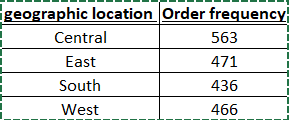 geographic location Order frequency
Central 563
East 471
South 436
West 466